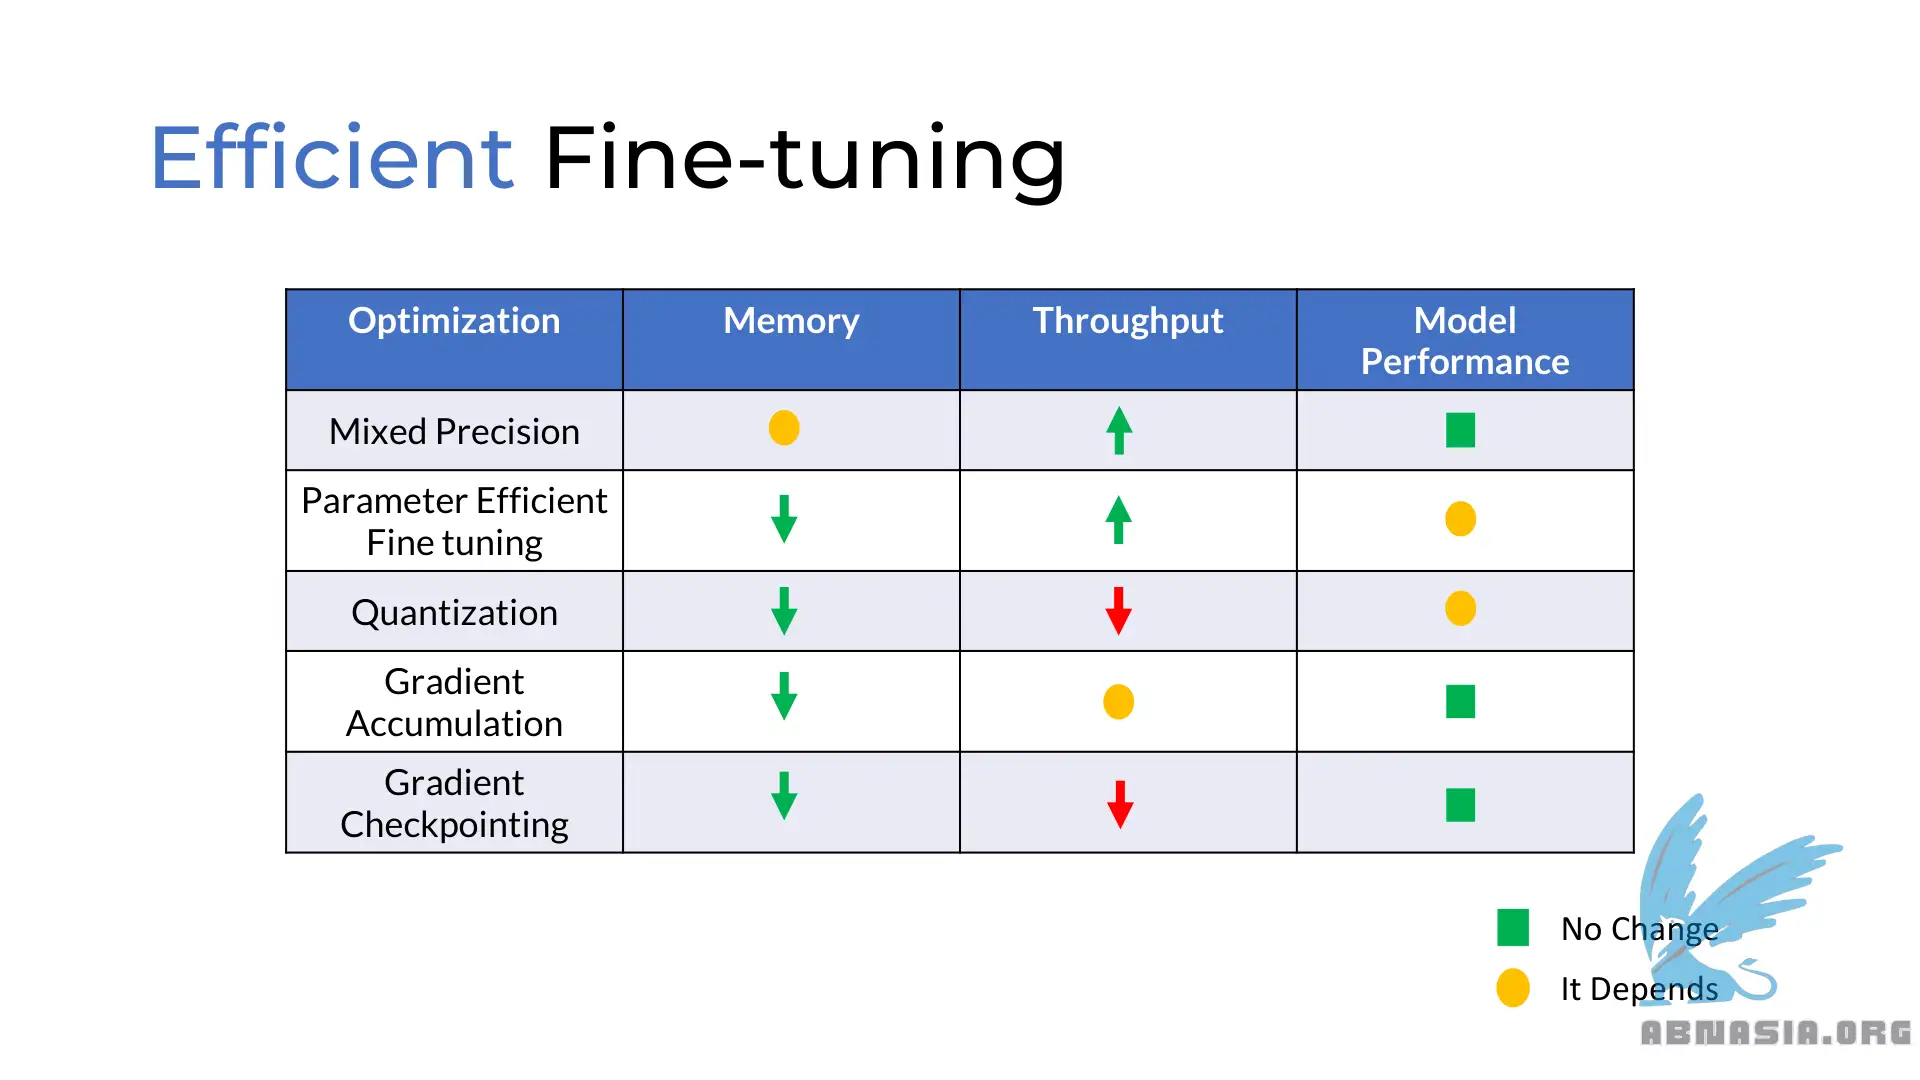 Efficient Fine-tuning
Optimization
Memory
Throughput
Model
Performance
Mixed Precision
Parameter Efficient
Fine tuning
Quantization
Gradient
Accumulation
Gradient
Checkpointing
No Change
It Depends
ABNASIA.ORG